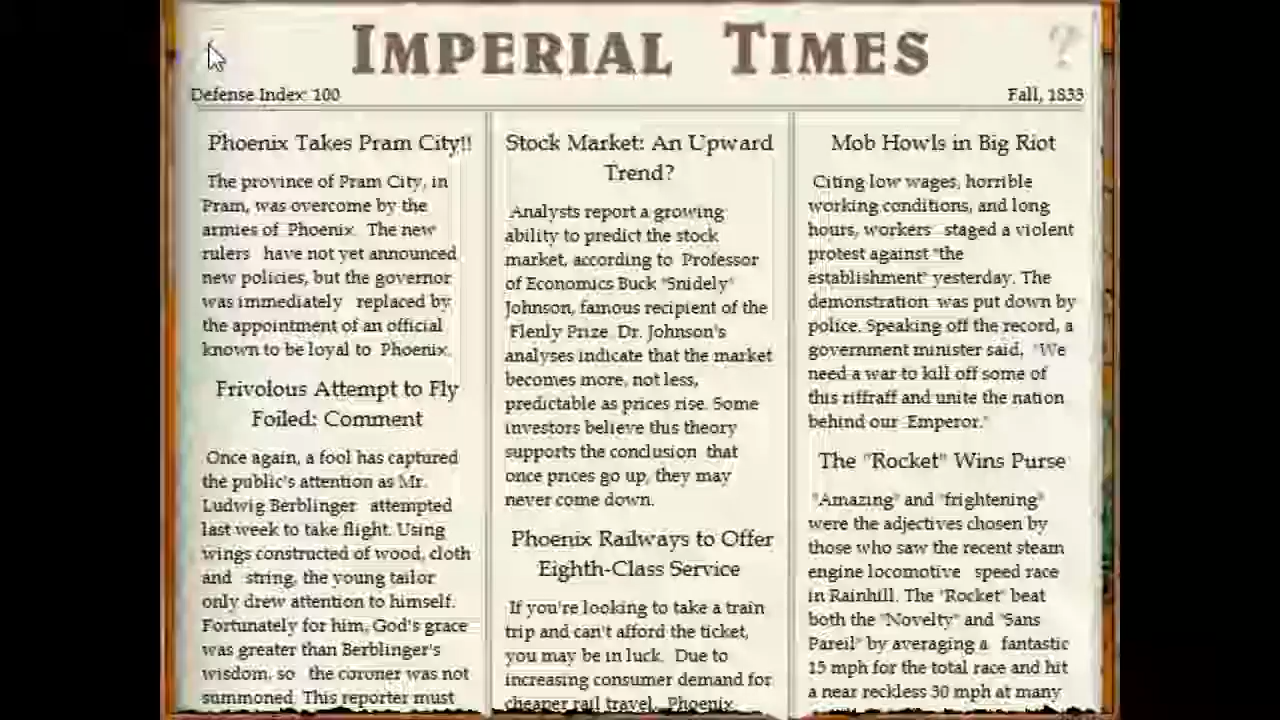 IMPERIAL TIMES
?
Defense Index: 100
Fall, 1833
Phoenix Takes Pram City!!
The province of Pram City, in
Pram, was overcome by the
armies of Phoenix. The new
rulers have not yet announced
new policies, but the governor
was immediately replaced by
the appointment of an official
known to be loyal to Phoenix.
Frivolous Attempt to Fly
Foiled: Comment
Once again, a fool has captured
the public's attention as Mr.
Ludwig Berblinger attempted
last week to take flight. Using
wings constructed of wood, cloth
and string, the young tailor
only drew attention to himself.
Fortunately for him, God's grace
was greater than Berblinger's
wisdom, so the coroner was not
summoned. This reporter must
Stock Market: An Upward
Trend?
Analysts report a growing
ability to predict the stock
market, according to Professor
of Economics Buck "Snidely"
Johnson, famous recipient of the
Flenly Prize. Dr. Johnson's
analyses indicate that the market
becomes more, not less,
predictable as prices rise. Some
investors believe this theory
supports the conclusion that
once prices go up, they may
never come down.
Phoenix Railways to Offer
Eighth-Class Service
If you're looking to take a train
trip and can't afford the ticket,
you may be in luck. Due to
increasing consumer demand for
cheaper rail travel, Phoenix
Mob Howls in Big Riot
Citing low wages, horrible
working conditions, and long
hours, workers staged a violent
protest against "the
establishment" yesterday. The
demonstration was put down by
police. Speaking off the record, a
government minister said, "We
need a war to kill off some of
this riffraff and unite the nation
behind our Emperor."
The "Rocket" Wins Purse
"Amazing" and "frightening"
were the adjectives chosen by
those who saw the recent steam
engine locomotive speed race
in Rainhill. The "Rocket" beat
both the "Novelty" and "Sans
Pareil" by averaging a fantastic
15 mph for the total race and hit
a near reckless 30 mph at many